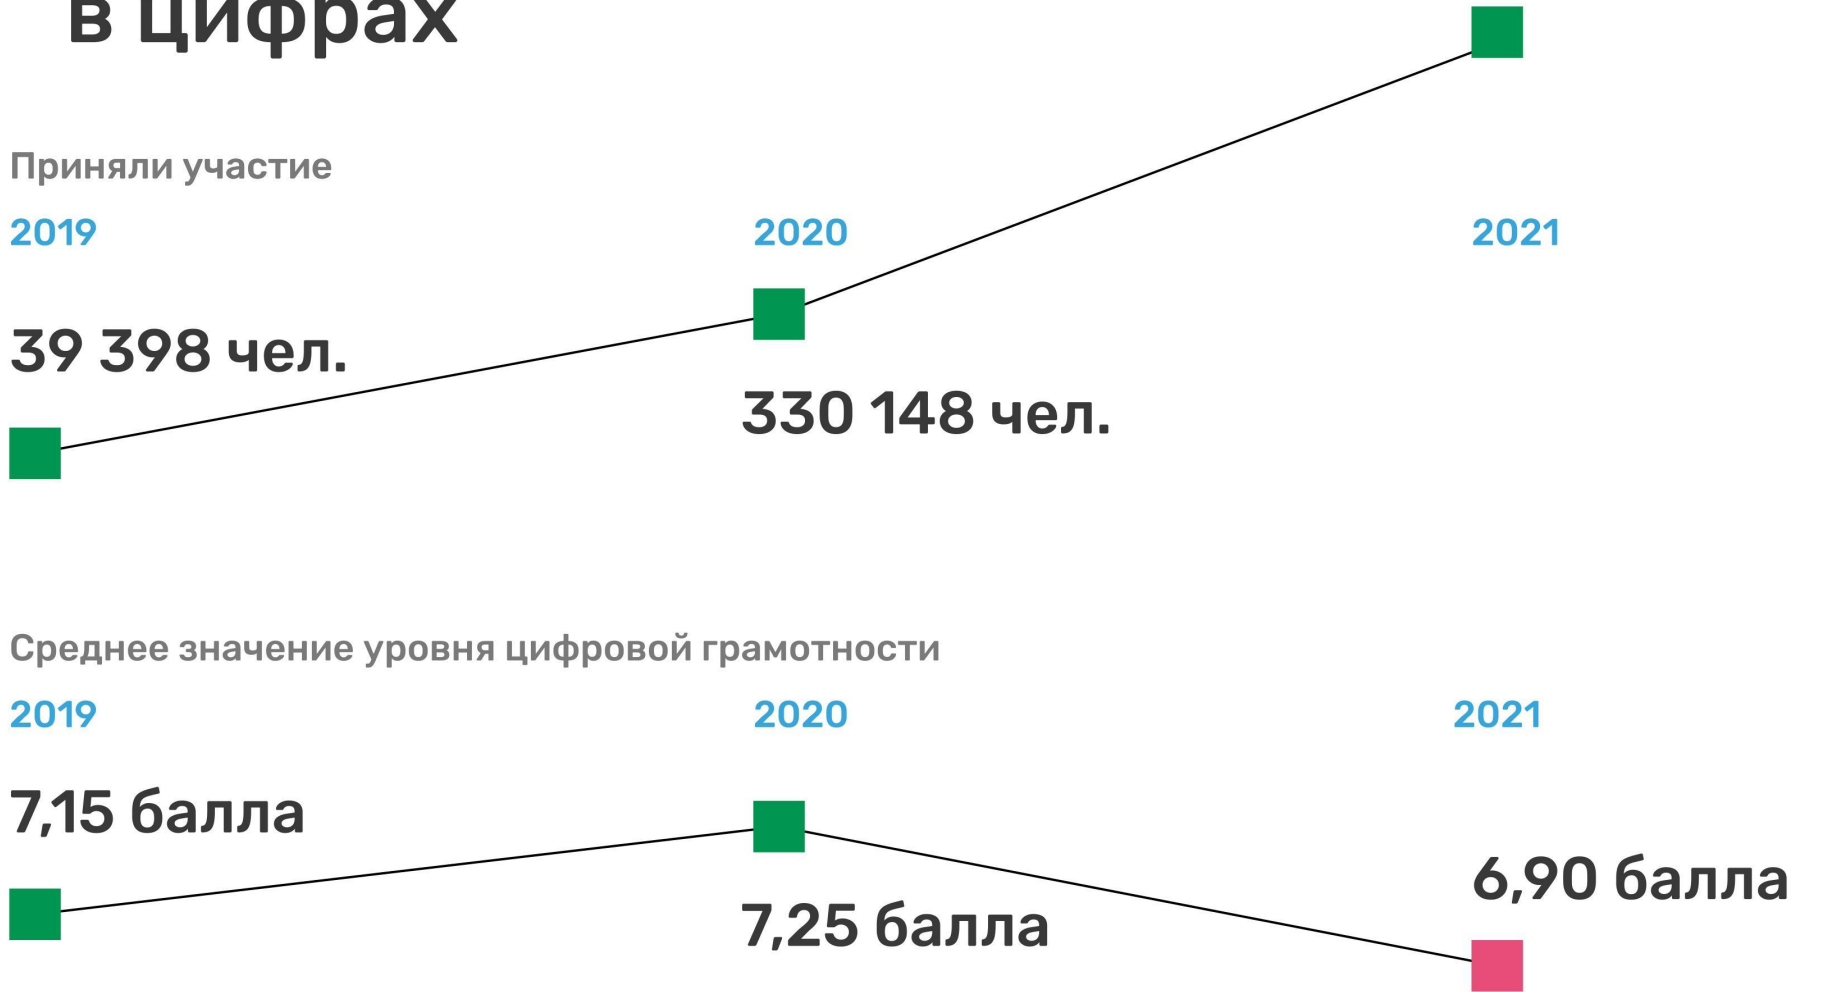 в цифрах
Приняли участие
2019 2020 2021
39 398 чел.
330 148 чел.
Среднее значение уровня цифровой грамотности
2019 2020 2021
7,15 балла
6,90 балла
7,25 балла